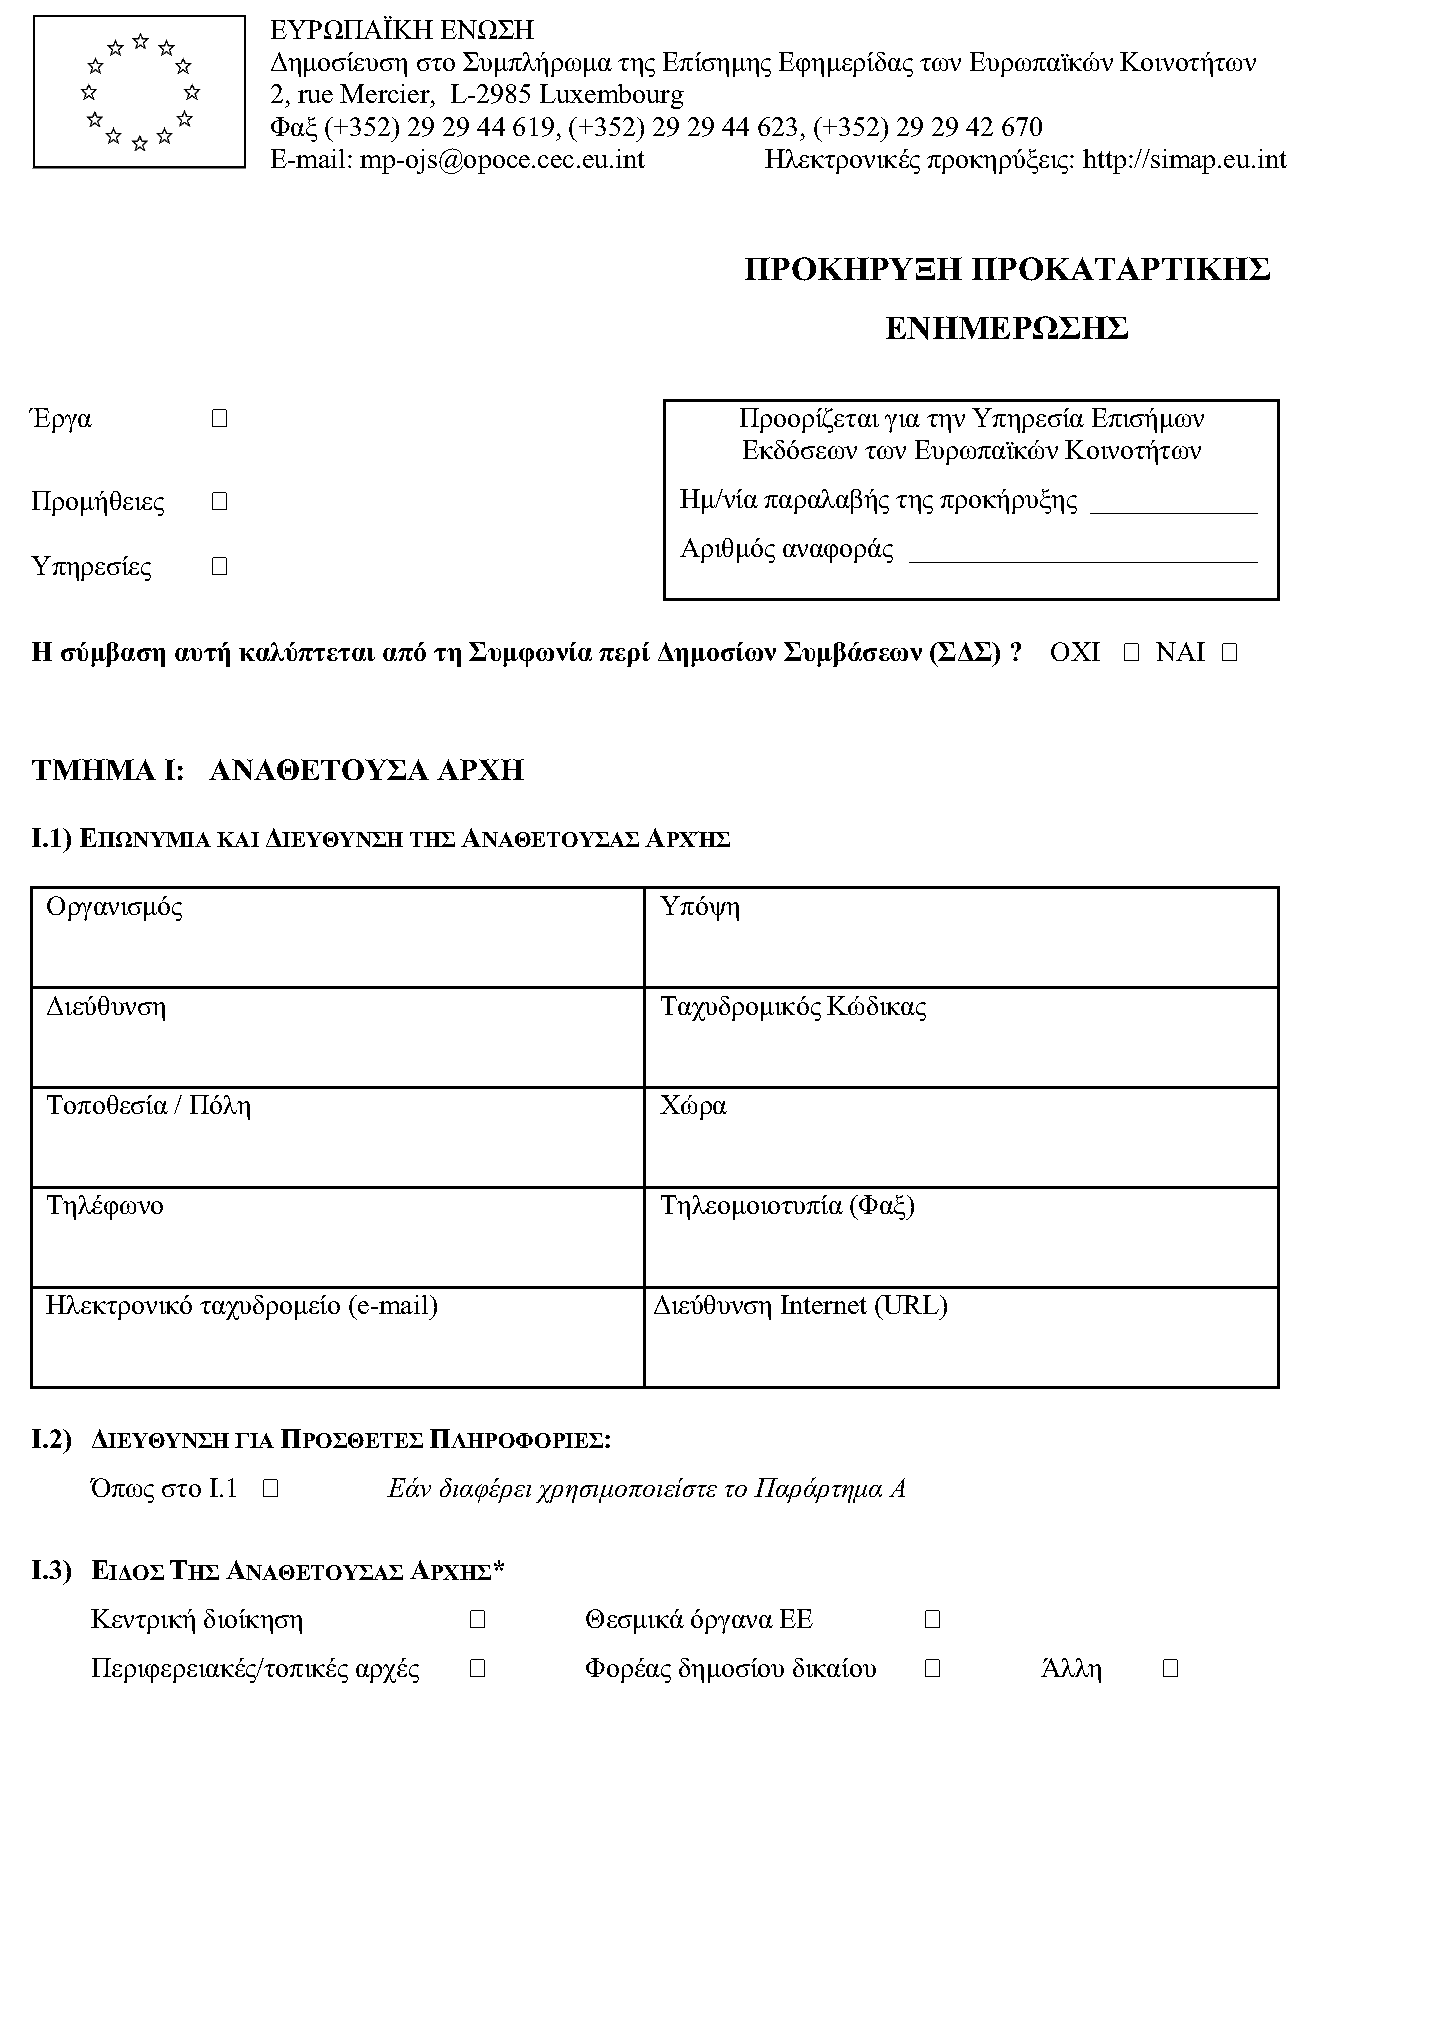 ΕΥΡΩΠΑΪΚΗ ΕΝΩΣΗ
Δημοσίευση στο Συμπλήρωμα της Επίσημης Εφημερίδας των Ευρωπαϊκών Κοινοτήτων
2, rue Mercier, L-2985 Luxembourg
Φαξ (+352) 29 29 44 619, (+352) 29 29 44 623, (+352) 29 29 42 670
E-mail: mp-ojs@opoce.cec.eu.int Ηλεκτρονικές προκηρύξεις: http://simap.eu.int
ΠΡΟΚΗΡΥΞΗ ΠΡΟΚΑΤΑΡΤΙΚΗΣ
ΕΝΗΜΕΡΩΣΗΣ
Έργα □
Προμήθειες □
Υπηρεσίες □
Προορίζεται για την Υπηρεσία Επισήμων
Εκδόσεων των Ευρωπαϊκών Κοινοτήτων
Ημ/νία παραλαβής της προκήρυξης ____________
Αριθμός αναφοράς _________________________
Η σύμβαση αυτή καλύπτεται από τη Συμφωνία περί Δημοσίων Συμβάσεων (ΣΔΣ) ? ΟΧΙ □ ΝΑΙ □
ΤΜΗΜΑ I: ΑΝΑΘΕΤΟΥΣΑ ΑΡΧΗ
I.1) ΕΠΩΝΥΜΙΑ ΚΑΙ ΔΙΕΥΘΥΝΣΗ ΤΗΣ ΑΝΑΘΕΤΟΥΣΑΣ ΑΡΧΉΣ
Οργανισμός
Υπόψη
Διεύθυνση
Ταχυδρομικός Κώδικας
Τοποθεσία / Πόλη
Χώρα
Τηλέφωνο
Τηλεομοιοτυπία (Φαξ)
Ηλεκτρονικό ταχυδρομείο (e-mail)
Διεύθυνση Internet (URL)
I.2) ΔΙΕΥΘΥΝΣΗ ΓΙΑ ΠΡΟΣΘΕΤΕΣ ΠΛΗΡΟΦΟΡΙΕΣ:
Όπως στο I.1 □ Εάν διαφέρει χρησιμοποιείστε το Παράρτημα Α
I.3) ΕΙΔΟΣ ΤΗΣ ΑΝΑΘΕΤΟΥΣΑΣ ΑΡΧΗΣ*
Κεντρική διοίκηση □ Θεσμικά όργανα ΕΕ □
Περιφερειακές/τοπικές αρχές □ Φορέας δημοσίου δικαίου □ Άλλη □